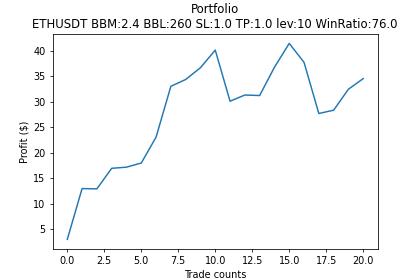 Portfolio
ETHUSDT BBM:2.4 BBL:260 SL:1.0 TP:1.0 lev:10 WinRatio:76.0
40
35
30
25
20
15
10
5
Profit ($)
0.0 2.5 5.0 7.5 10.0 12.5 15.0 17.5 20.0
Trade counts